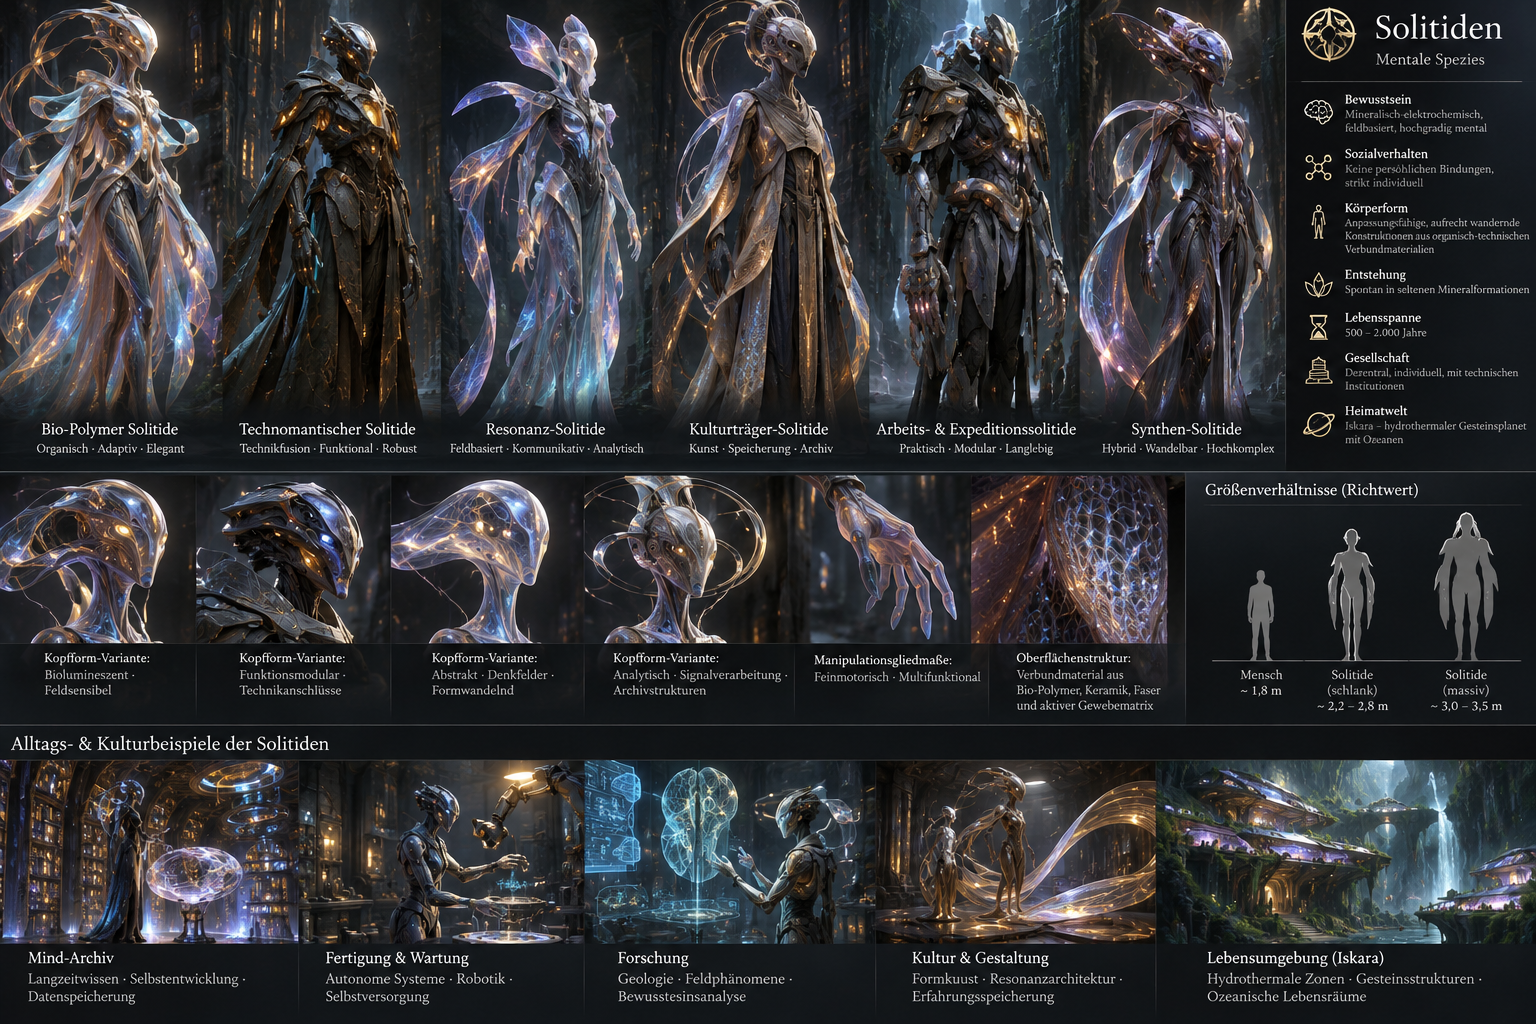 Solitiden
Mentale Spezies
Bewusstsein
Mineralisch-elektrochemisch,
feldbasiert, hochgradig mental
Sozialverhalten
Keine persöhlichen Bindungen,
strikt individuell
Körperform
Anpassungsfähige, aufrecht wandernde
Konstruktionen aus organisch-technischen
Verbundmaterialien
Entstehung
Spontan in seltenen Mineralformationen
Lebensspanne
500 – 2.000 Jahre
Gesellschaft
Dezentral, individuell, mit technischen
Institutionen
Heimatwelt
Iskara – hydrothermaler Gesteinsplanet
mit Ozeanen
Bio-Polymer Solitide
Organisch · Adaptiv · Elegant
Technomantischer Solitide
Technikfusion · Funktional · Robust
Resonanz-Solitide
Feldbasiert · Kommunikativ · Analytisch
Kulturträger-Solitide
Kunst · Speicherung · Archiv
Arbeits- & Expeditionssolitide
Praktisch · Modular · Langlebig
Synthen-Solitide
Hybrid · Wandelbar · Hochkomplex
Kopfform-Variante:
Biolumineszent ·
Feldsensibel
Kopfform-Variante:
Funktionsmodular ·
Technikanschlüsse
Kopfform-Variante:
Abstrakt · Denkfelder ·
Formwandelnd
Kopfform-Variante:
Analytisch · Signalverarbeitung ·
Archivstrukturen
Manipulationsgliedmaße:
Feinmotorisch · Multifunktional
Oberflächenstruktur:
Verbundmaterial aus
Bio-Polymer, Keramik, Faser
und aktiver Gewebematrix
Größenverhältnisse (Richtwert)
Mensch
~ 1,8 m
Solitide
(schlank)
~ 2,2 – 2,8 m
Solitide
(massiv)
~ 3,0 – 3,5 m
Alltags- & Kulturbeispiele der Solitiden
Mind-Archiv
Langzeitwissen · Selbstentwicklung ·
Datenspeicherung
Fertigung & Wartung
Autonome Systeme · Robotik ·
Selbstversorgung
Forschung
Geologie · Feldphänomene ·
Bewusstesinsanalyse
Kultur & Gestaltung
Formkuust · Resonanzarchitektur ·
Erfahrungsspeicherung
Lebensumgebung (Iskara)
Hydrothermale Zonen · Gesteinsstrukturen ·
Ozeanische Lebensräume